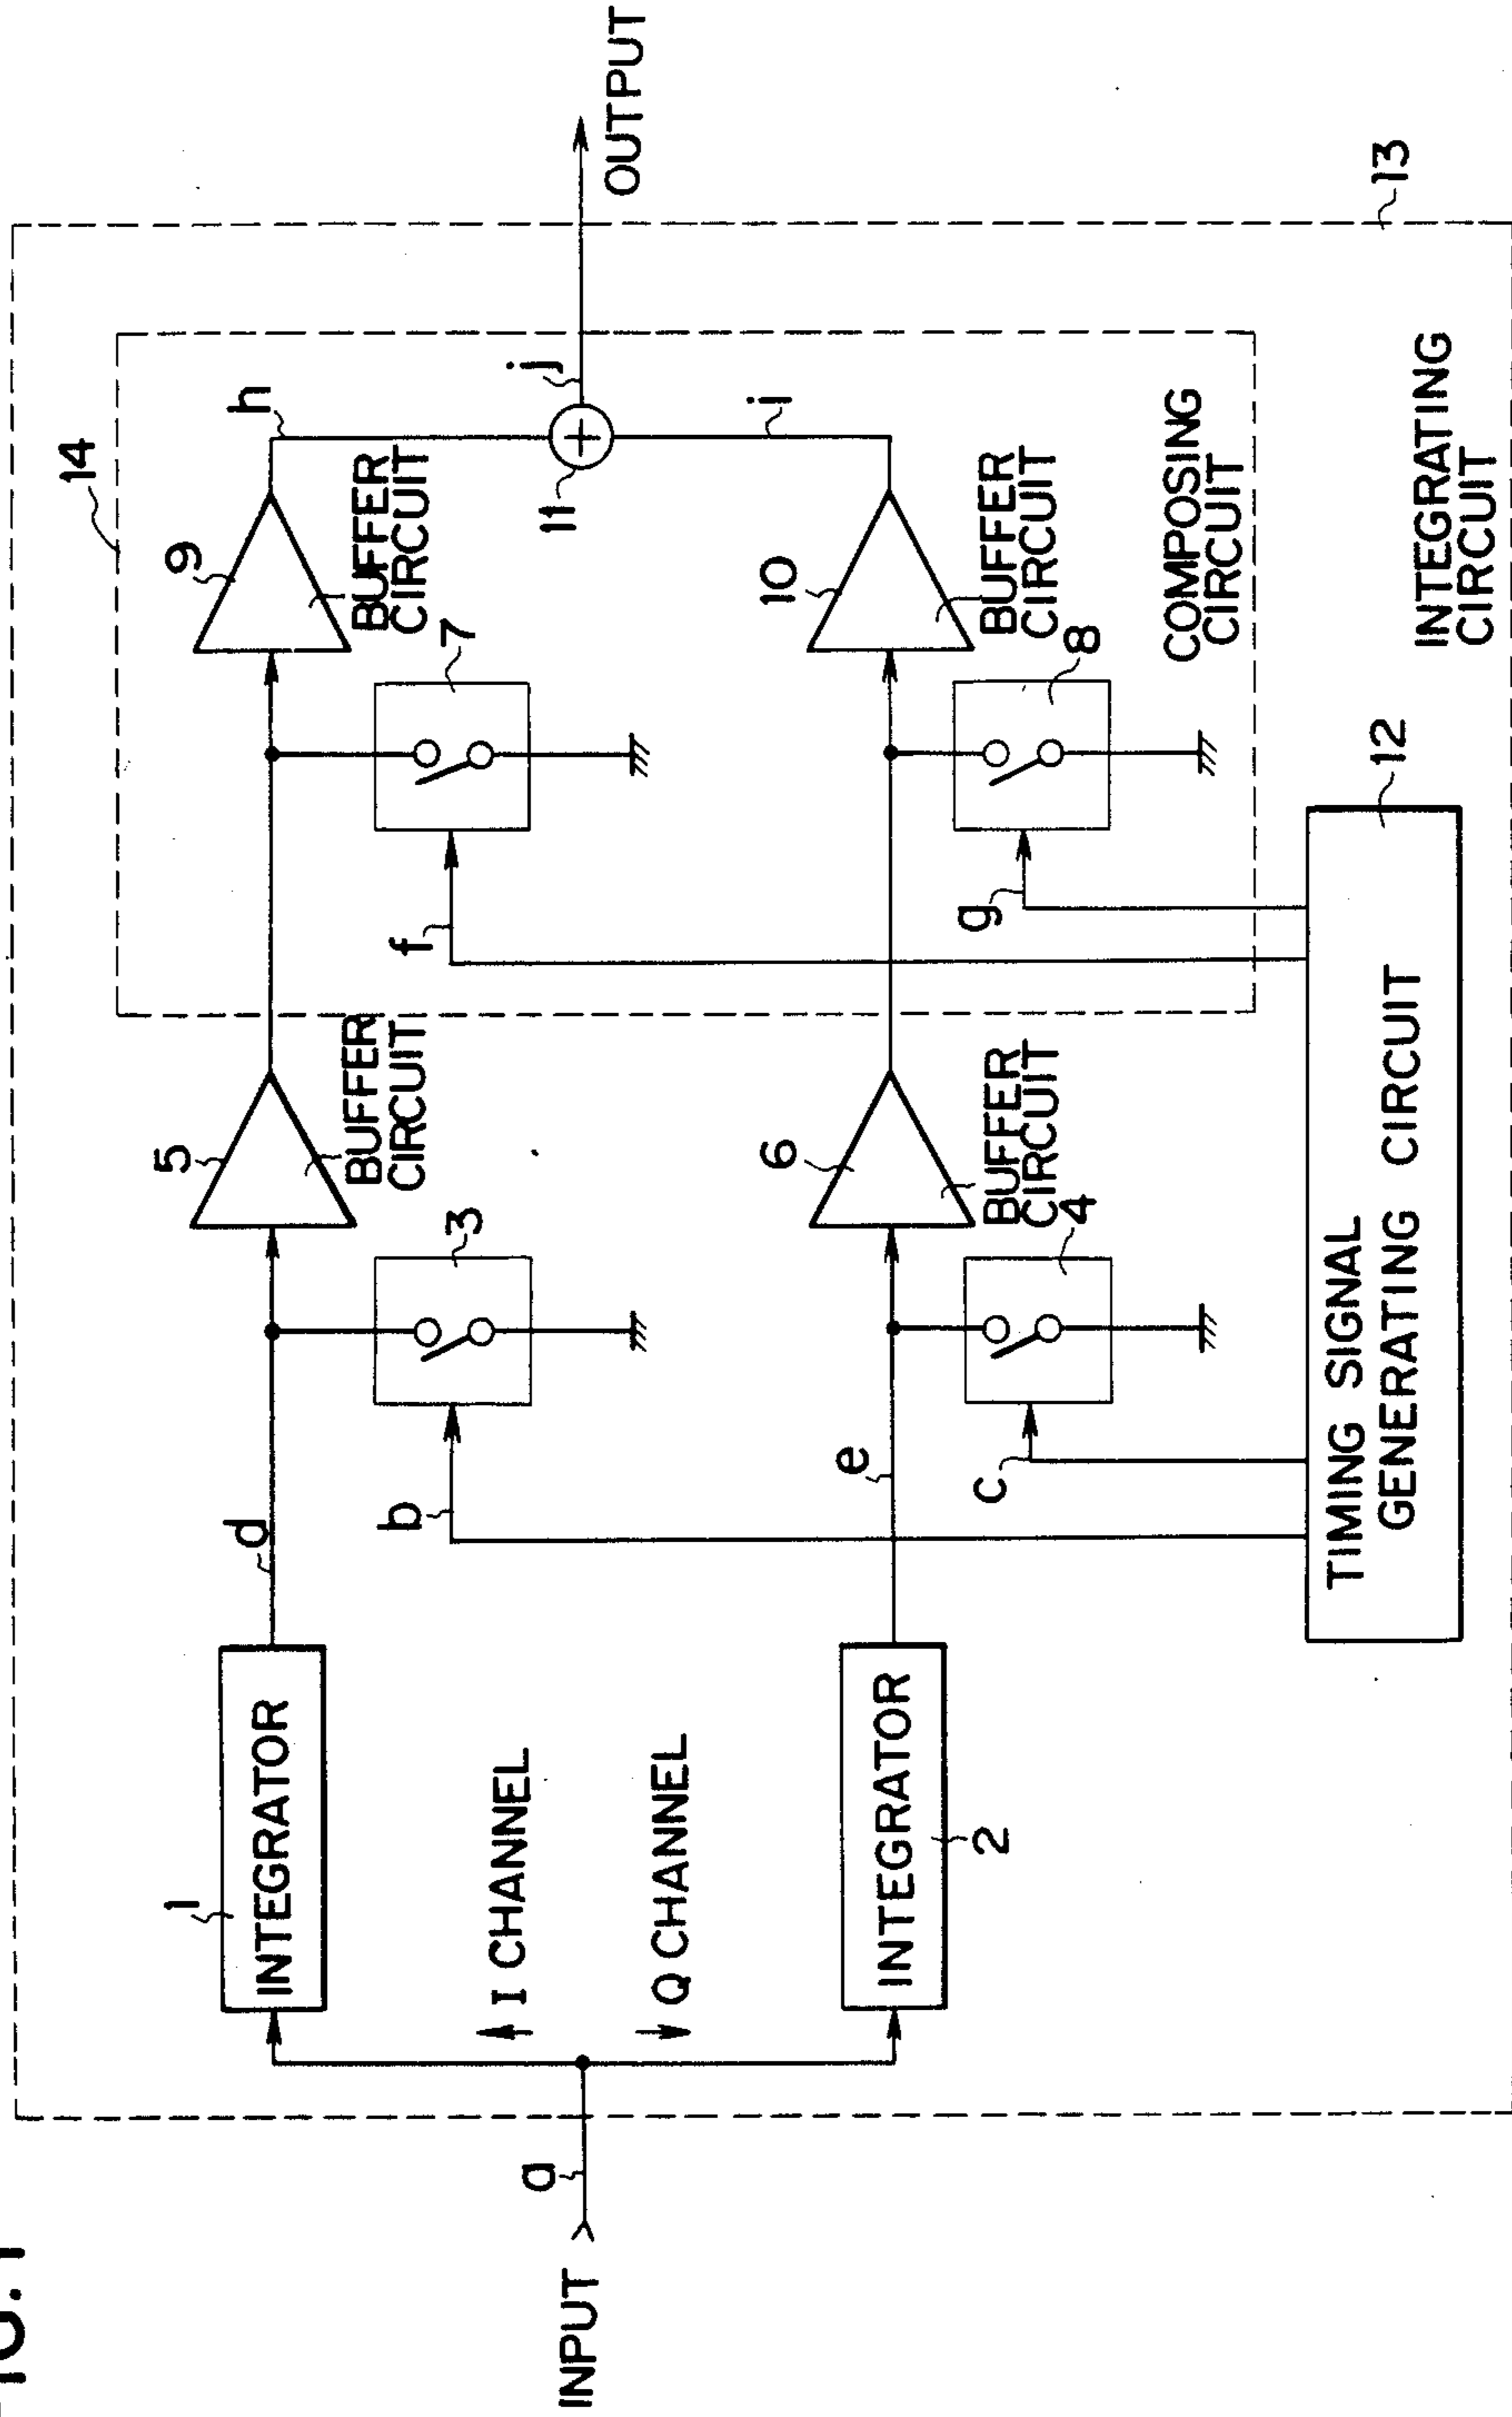 FIG. 1
14
h
9
BUFFER
CIRCUIT
7
f
5
BUFFER
CIRCUIT
3
d
b
1
INTEGRATOR
I CHANNEL
Q CHANNEL
a
INPUT
j
OUTPUT
11
i
10
BUFFER
CIRCUIT
8
g
6
BUFFER
CIRCUIT
4
e
c
INTEGRATOR
2
COMPOSING
CIRCUIT
12
TIMING SIGNAL
GENERATING CIRCUIT
INTEGRATING
CIRCUIT
13